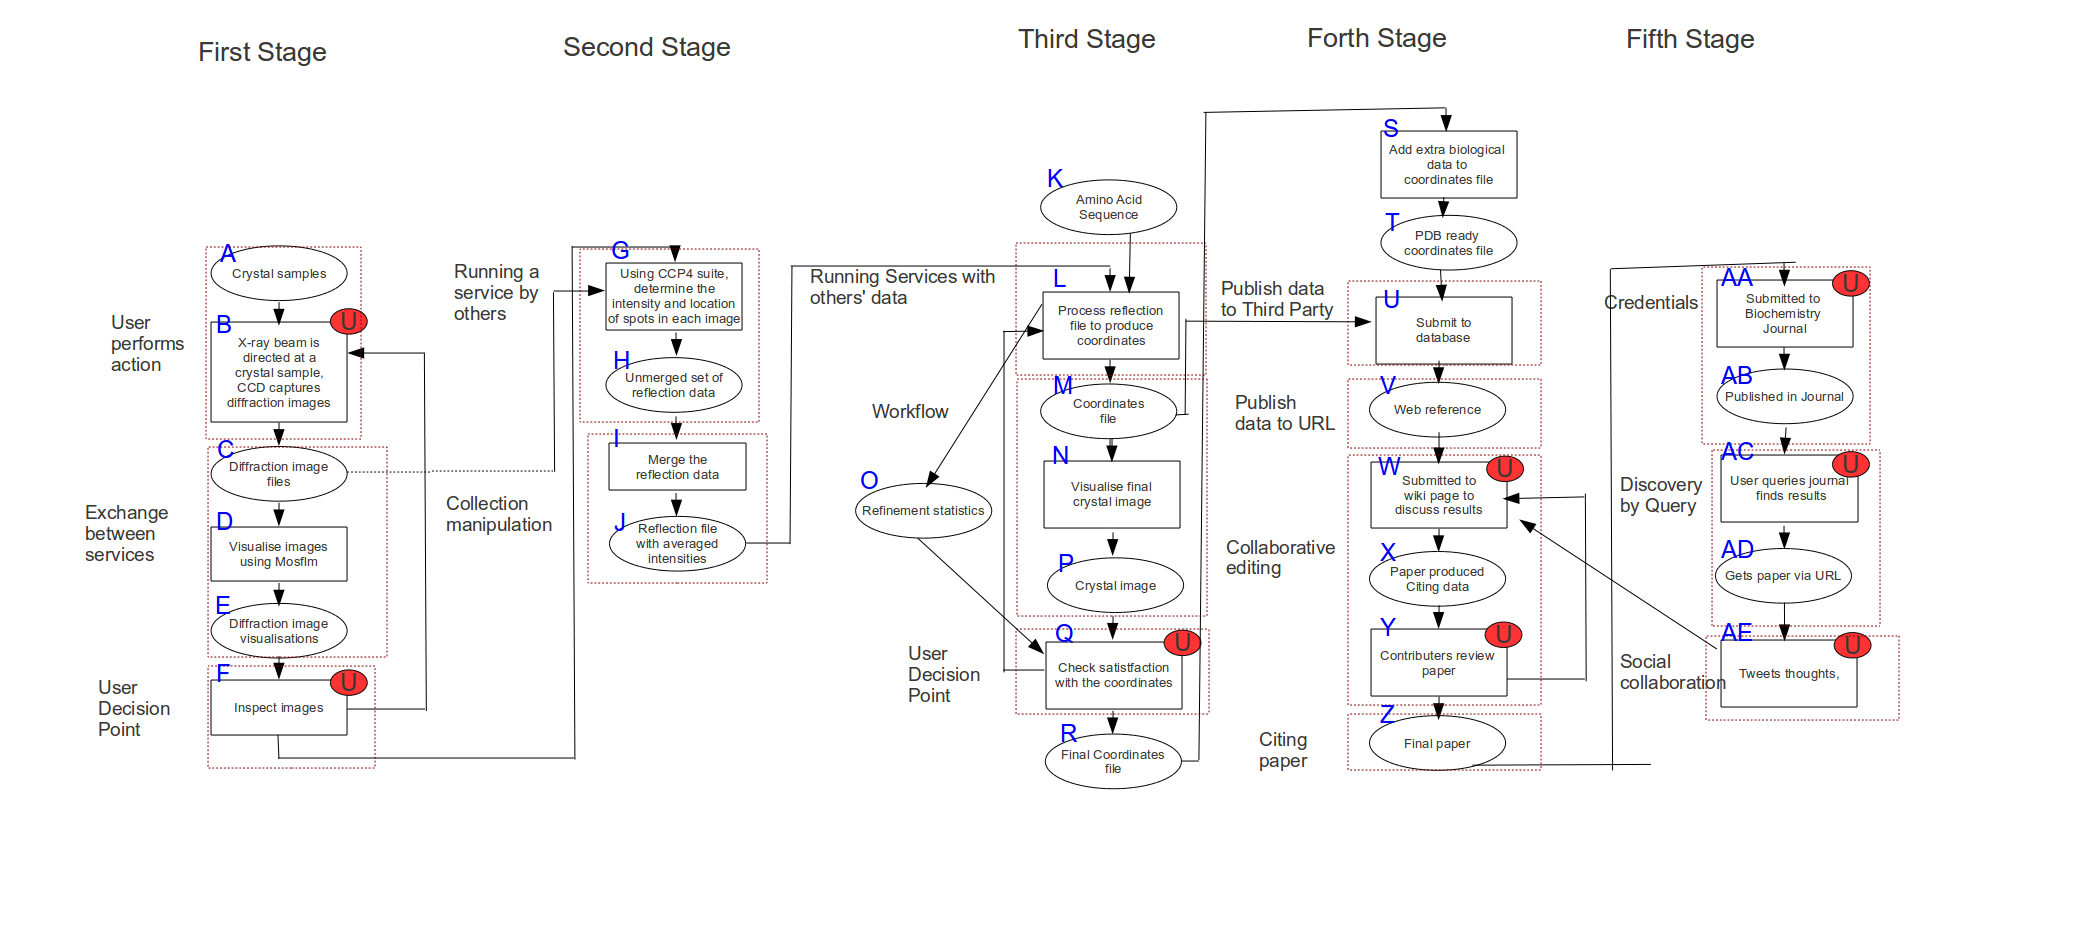 First Stage
Second Stage
Third Stage
Forth Stage
Fifth Stage
A
Crystal samples
User
performs
action
B
U
X-ray beam is
directed at a
crystal sample,
CCD captures
diffraction images
C
Diffraction image
files
Exchange
between
services
D
Visualise images
using Mosflm
E
Diffraction image
visualisations
User
Decision
Point
F
U
Inspect images
Running a
service by
others
G
Using CCP4 suite,
determine the
intensity and location
of spots in each image
H
Unmerged set of
reflection data
Collection
manipulation
I
Merge the
reflection data
J
Reflection file
with averaged
intensities
K
Amino Acid
Sequence
Running Services with
others' data
L
Process reflection
file to produce
coordinates
Workflow
M
Coordinates
file
N
Visualise final
crystal image
O
Refinement statistics
P
Crystal image
User
Decision
Point
Q
U
Check satistfaction
with the coordinates
R
Final Coordinates
file
S
Add extra biological
data to
coordinates file
T
PDB ready
coordinates file
Publish data
to Third Party
U
Submit to
database
Publish
data to URL
V
Web reference
W
U
Submitted to
wiki page to
discuss results
Collaborative
editing
X
Paper produced
Citing data
Y
U
Contributers review
paper
Citing
paper
Z
Final paper
Credentials
AA
U
Submitted to
Biochemistry
Journal
AB
Published in Journal
Discovery
by Query
AC
U
User queries journal
finds results
AD
Gets paper via URL
Social
collaboration
AE
U
Tweets thoughts,